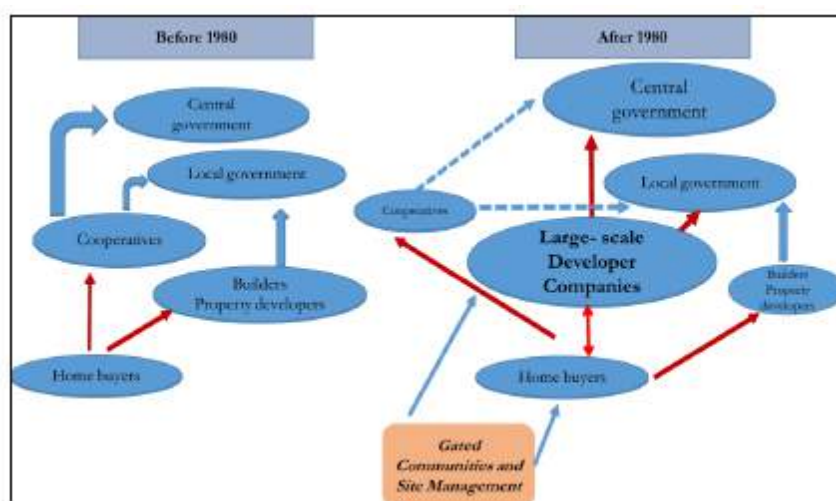 Before 1980
Central
government
Local government
Cooperatives
Builders
Property developers
Home buyers
After 1980
Central
government
Local government
Cooperatives
Large- scale
Developer
Companies
Builders
Property
developers
Home buyers
Gated
Communities and
Site Management